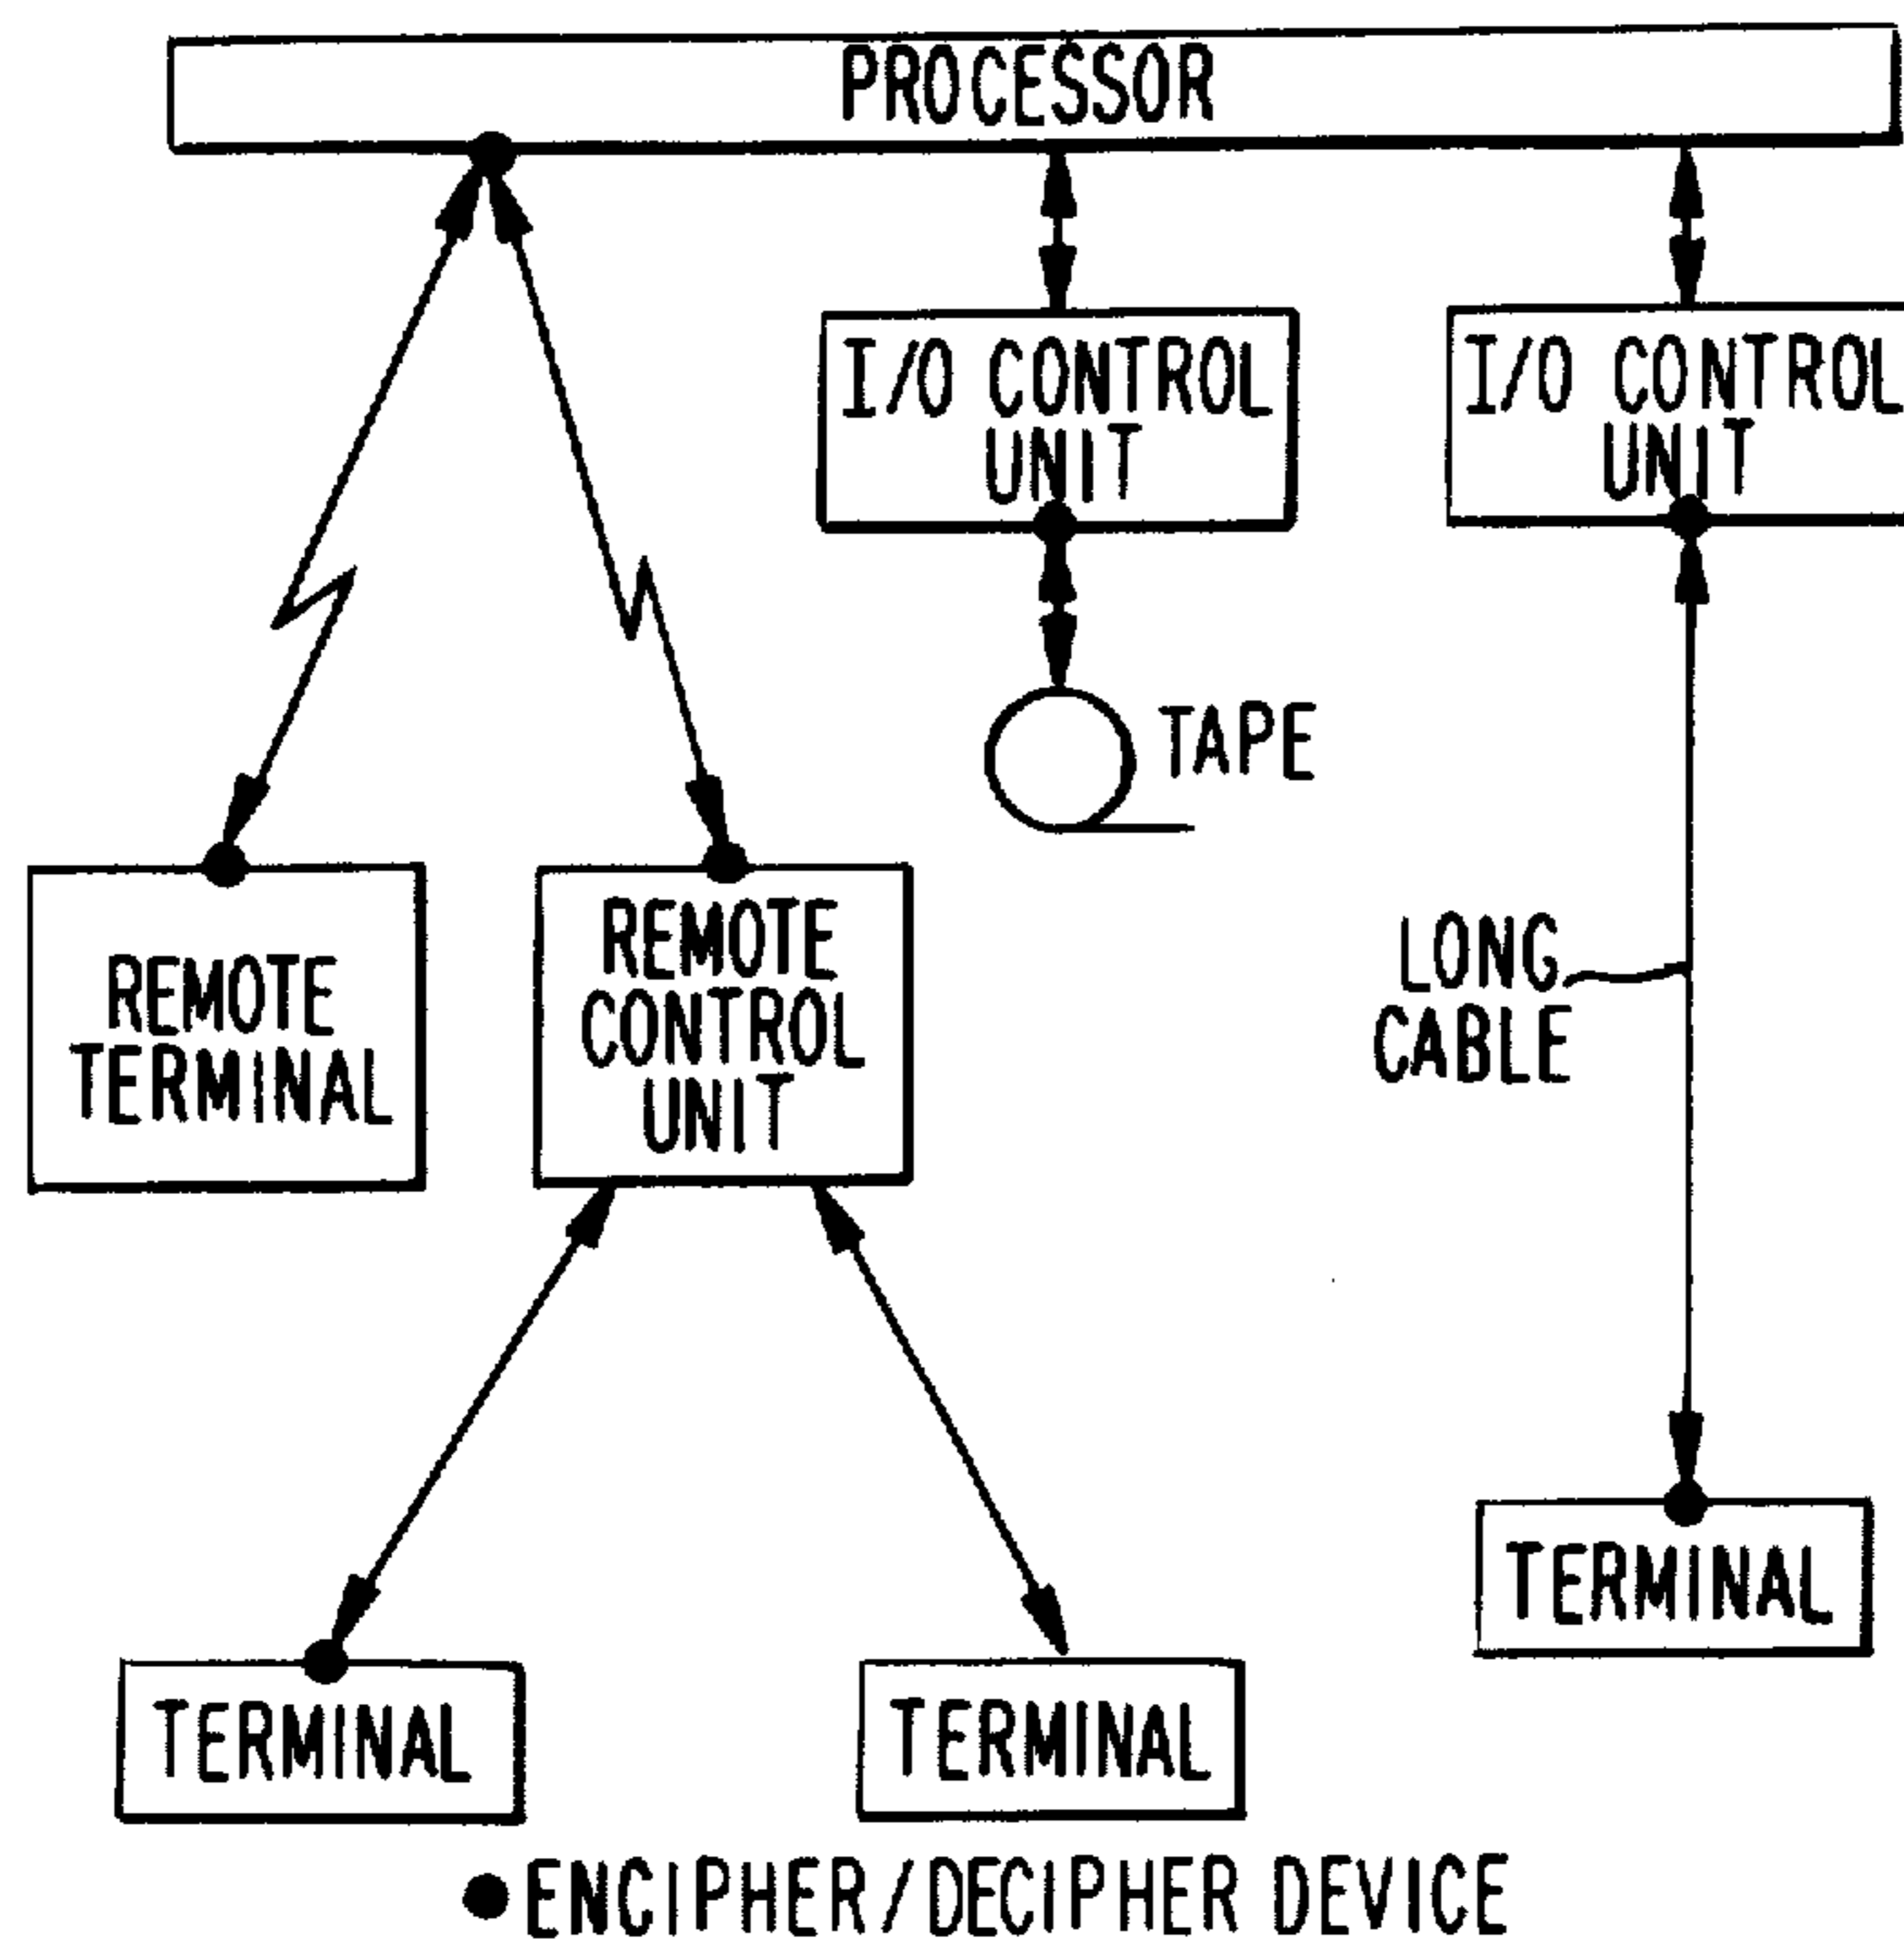 PROCESSOR
I/O CONTROL
UNIT
I/O CONTROL
UNIT
TAPE
REMOTE
TERMINAL
REMOTE
CONTROL
UNIT
LONG
CABLE
TERMINAL
TERMINAL
TERMINAL
ENCIPHER/DECIPHER DEVICE